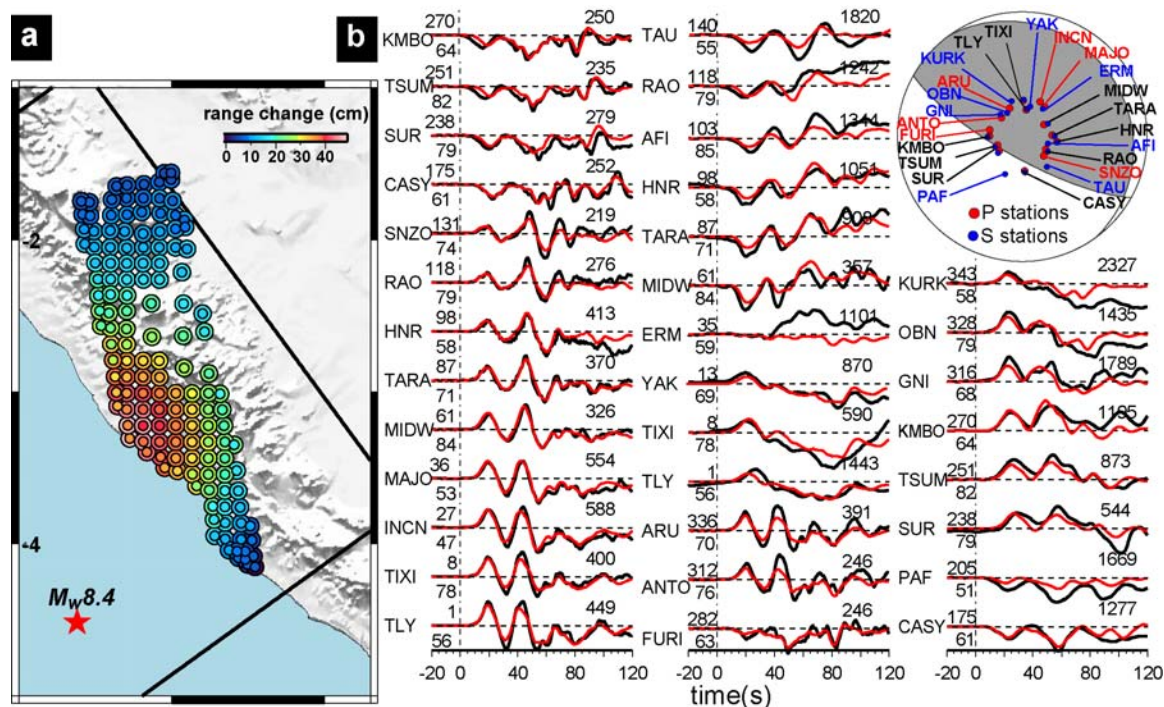 a
range change (cm)
0 20 40
-2
-4
Mw8.4
b
270 KMBO 64 250
251 TSUM 82 235
238 SUR 79 279
175 CASY 61 252
131 SNZO 74 219
118 RAO 79 276
98 HNR 58 413
87 TARA 71 370
61 MIDW 84 326
36 MAJO 53 554
27 INCN 47 588
8 TIXI 78 400
1 TLY 56 449
-20 0 40 80 120
140 TAU 55 1820
118 RAO 79 1242
103 AFI 85 1344
98 HNR 58 1051
87 TARA 71 908
61 MIDW 84 357
35 ERM 59 1101
13 YAK 69 870
8 TIXI 78 590
1 TLY 56 1443
336 ARU 70 391
312 ANTO 76 246
282 FURI 63 246
-20 0 40 80 120
time(s)
YAK
TIXI
INCN
TLY
MAJO
KURK
ERM
ARU
MIDW
OBN
TARA
GNI
ANTO
HNR
FURI
AFI
KMBO
RAO
TSUM
SNZO
SUR
TAU
PAF
CASY
P stations
S stations
343 KURK 58 2327
328 OBN 79 1435
316 GNI 68 1789
270 KMBO 64 1195
251 TSUM 82 873
238 SUR 79 544
205 PAF 51 1669
175 CASY 61 1277
-20 0 40 80 120